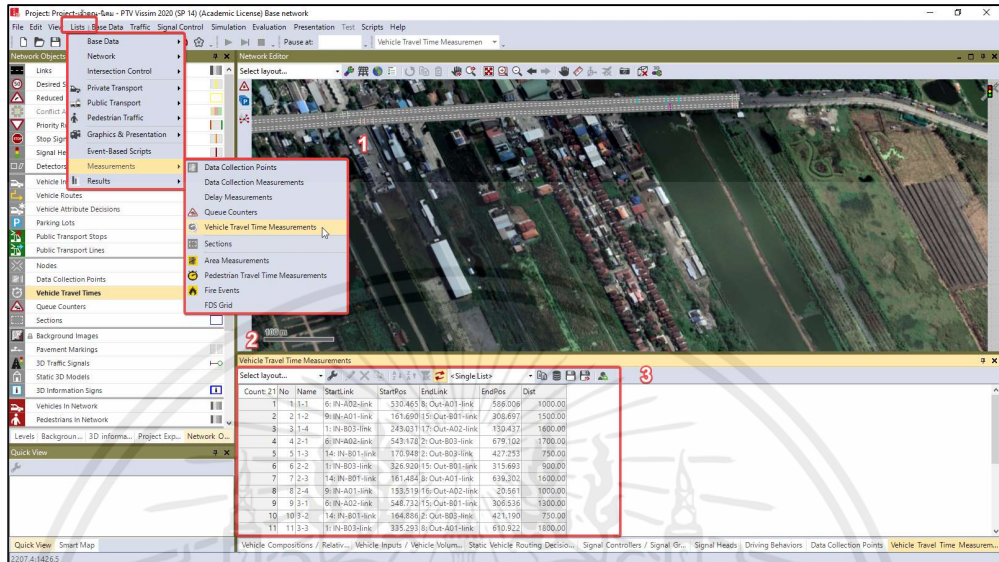 Project: Project-ปากคลอง-นิคม - PTV Vissim 2020 (SP 14) (Academic License) Base network
File Edit View Lists Base Data Traffic Signal Control Simulation Evaluation Presentation Test Scripts Help
Pause at: Vehicle Travel Time Measuremen
Network Objects
Links
Desired S
Reduced
Conflict A
Priority R
Stop Sign
Signal He
Detectors
Vehicle In
Vehicle Routes
Vehicle Attribute Decisions
Parking Lots
Public Transport Stops
Public Transport Lines
Nodes
Data Collection Points
Vehicle Travel Times
Queue Counters
Sections
Background Images
Pavement Markings
3D Traffic Signals
Static 3D Models
3D Information Signs
Vehicles In Network
Pedestrians In Network
Levels Backgroun... 3D informa... Project Exp... Network O...
Quick View
Quick View Smart Map
2207.4:1426.5
Base Data
Network
Intersection Control
Private Transport
Public Transport
Pedestrian Traffic
Graphics & Presentation
Event-Based Scripts
Measurements
Results
Data Collection Points
Data Collection Measurements
Delay Measurements
Queue Counters
Vehicle Travel Time Measurements
Sections
Area Measurements
Pedestrian Travel Time Measurements
Fire Events
FDS Grid
Network Editor
Select layout...
1
2
100 m
Vehicle Travel Time Measurements
Select layout... <Single List> 3
Count: 21 No Name StartLink StartPos EndLink EndPos Dist
1 1 1-1 6: IN-A02-link 530.465 8: Out-A01-link 586.006 1000.00
2 2 1-2 9: IN-A01-link 161.690 15: Out-B01-link 308.697 1500.00
3 3 1-4 1: IN-B03-link 243.031 17: Out-A02-link 130.437 1600.00
4 4 2-1 6: IN-A02-link 543.178 2: Out-B03-link 679.102 1700.00
5 5 1-3 14: IN-B01-link 170.948 2: Out-B03-link 427.253 750.00
6 6 2-2 1: IN-B03-link 326.920 15: Out-B01-link 315.693 900.00
7 7 2-3 14: IN-B01-link 161.484 8: Out-A01-link 639.302 1600.00
8 8 2-4 9: IN-A01-link 153.519 16: Out-A02-link 20.561 1000.00
9 9 3-1 6: IN-A02-link 548.732 15: Out-B01-link 306.536 1300.00
10 10 3-2 14: IN-B01-link 164.886 2: Out-B03-link 421.190 750.00
11 11 3-3 1: IN-B03-link 335.293 8: Out-A01-link 610.922 1800.00
Vehicle Compositions / Relativ... Vehicle Inputs / Vehicle Volum... Static Vehicle Routing Decisio... Signal Controllers / Signal Gr... Signal Heads Driving Behaviors Data Collection Points Vehicle Travel Time Measurem...